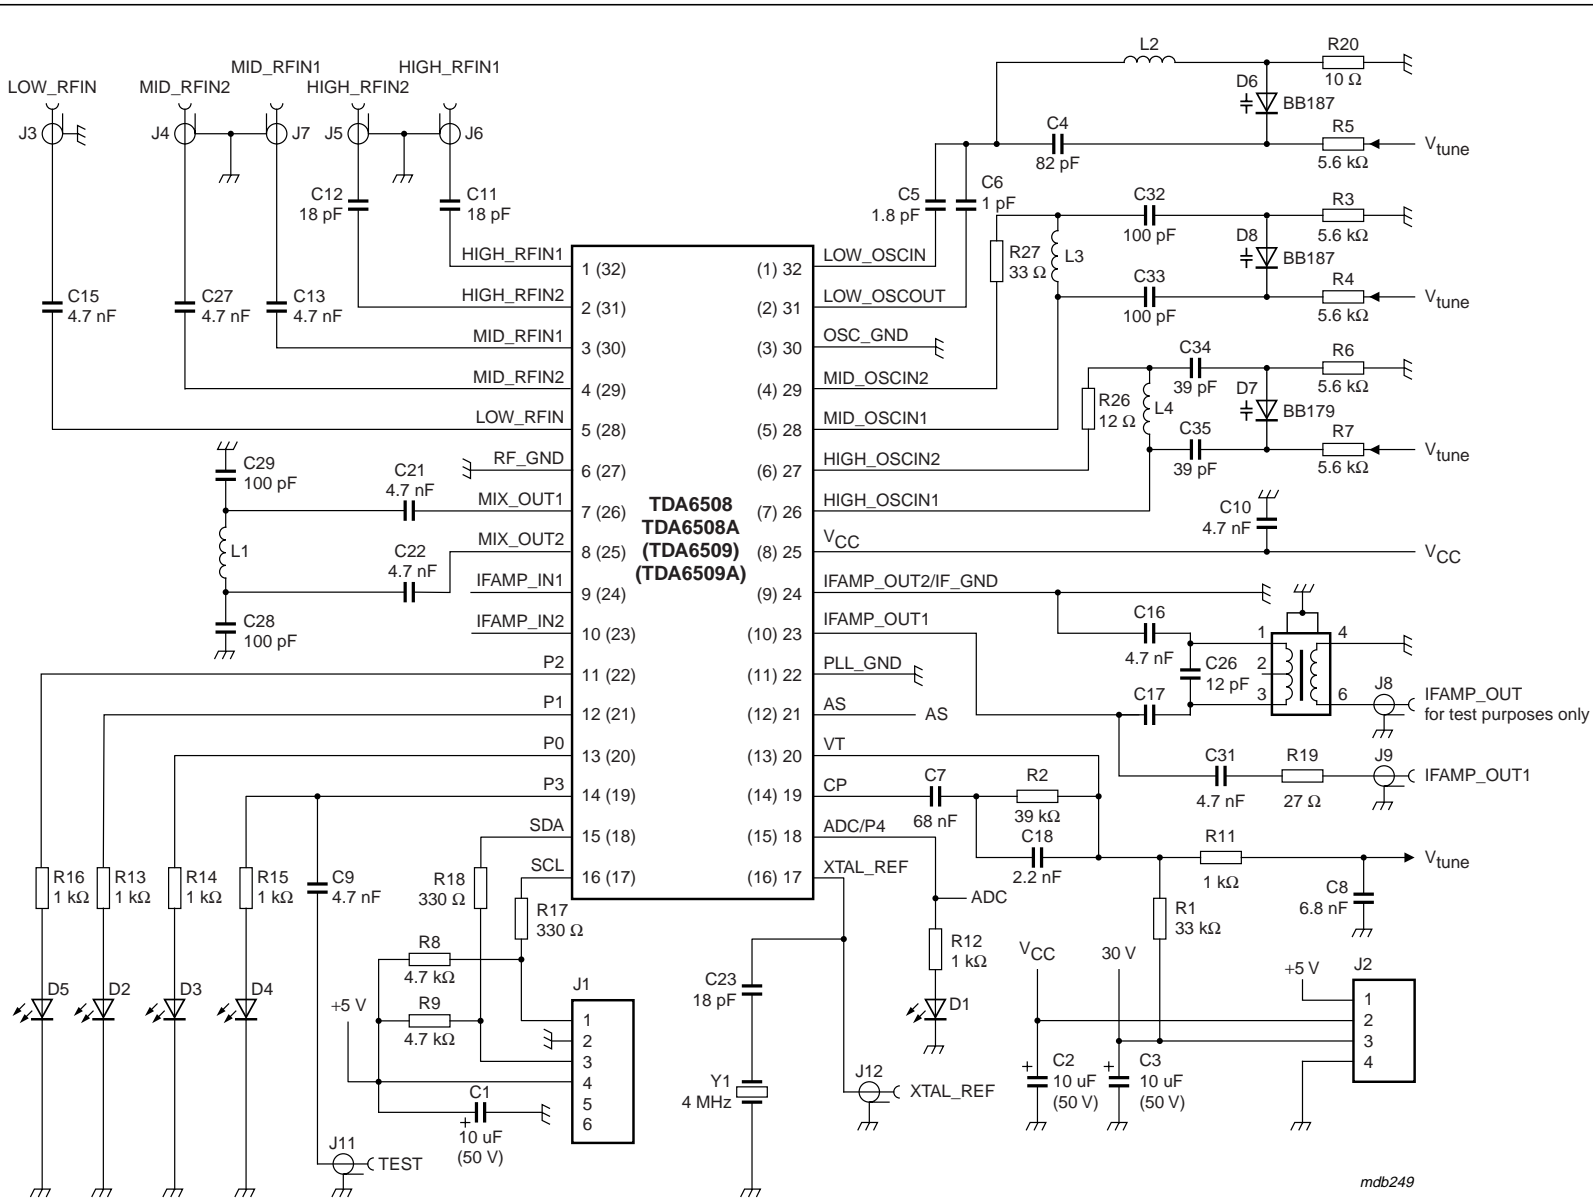 L2
R20
10 Ω
D6
BB187
C4
82 pF
R5
5.6 kΩ
Vtune
LOW_RFIN
MID_RFIN2
MID_RFIN1
HIGH_RFIN2
HIGH_RFIN1
J3
J4
J7
J5
J6
C12
18 pF
C11
18 pF
C5
1.8 pF
C6
1 pF
C32
100 pF
R3
5.6 kΩ
R27
33 Ω
L3
D8
BB187
C33
100 pF
R4
5.6 kΩ
Vtune
C15
4.7 nF
C27
4.7 nF
C13
4.7 nF
C34
39 pF
R6
5.6 kΩ
R26
12 Ω
L4
D7
BB179
C35
39 pF
R7
5.6 kΩ
Vtune
HIGH_RFIN1
1 (32)
(1) 32
LOW_OSCIN
HIGH_RFIN2
2 (31)
(2) 31
LOW_OSCOUT
MID_RFIN1
3 (30)
(3) 30
OSC_GND
MID_RFIN2
4 (29)
(4) 29
MID_OSCIN2
LOW_RFIN
5 (28)
(5) 28
MID_OSCIN1
RF_GND
6 (27)
(6) 27
HIGH_OSCIN2
MIX_OUT1
7 (26)
(7) 26
HIGH_OSCIN1
MIX_OUT2
8 (25)
(8) 25
VCC
IFAMP_IN1
9 (24)
(9) 24
IFAMP_OUT2/IF_GND
IFAMP_IN2
10 (23)
(10) 23
IFAMP_OUT1
P2
11 (22)
(11) 22
PLL_GND
P1
12 (21)
(12) 21
AS
AS
P0
13 (20)
(13) 20
VT
P3
14 (19)
(14) 19
CP
SDA
15 (18)
(15) 18
ADC/P4
SCL
16 (17)
(16) 17
XTAL_REF
TDA6508
TDA6508A
(TDA6509)
(TDA6509A)
C29
100 pF
C21
4.7 nF
L1
C22
4.7 nF
C28
100 pF
C10
4.7 nF
VCC
C16
4.7 nF
C26
12 pF
C17
1
2
3
4
6
J8
IFAMP_OUT
for test purposes only
C31
4.7 nF
R19
27 Ω
J9
IFAMP_OUT1
C7
68 nF
R2
39 kΩ
C18
2.2 nF
R11
1 kΩ
Vtune
C8
6.8 nF
R1
33 kΩ
R16
1 kΩ
R13
1 kΩ
R14
1 kΩ
R15
1 kΩ
C9
4.7 nF
R18
330 Ω
R17
330 Ω
R8
4.7 kΩ
R9
4.7 kΩ
+5 V
D5
D2
D3
D4
J1
1
2
3
4
5
6
C1
+
10 uF
(50 V)
J11
TEST
ADC
R12
1 kΩ
D1
C23
18 pF
Y1
4 MHz
J12
XTAL_REF
VCC
30 V
+5 V
J2
1
2
3
4
+
C2
10 uF
(50 V)
+
C3
10 uF
(50 V)
mdb249